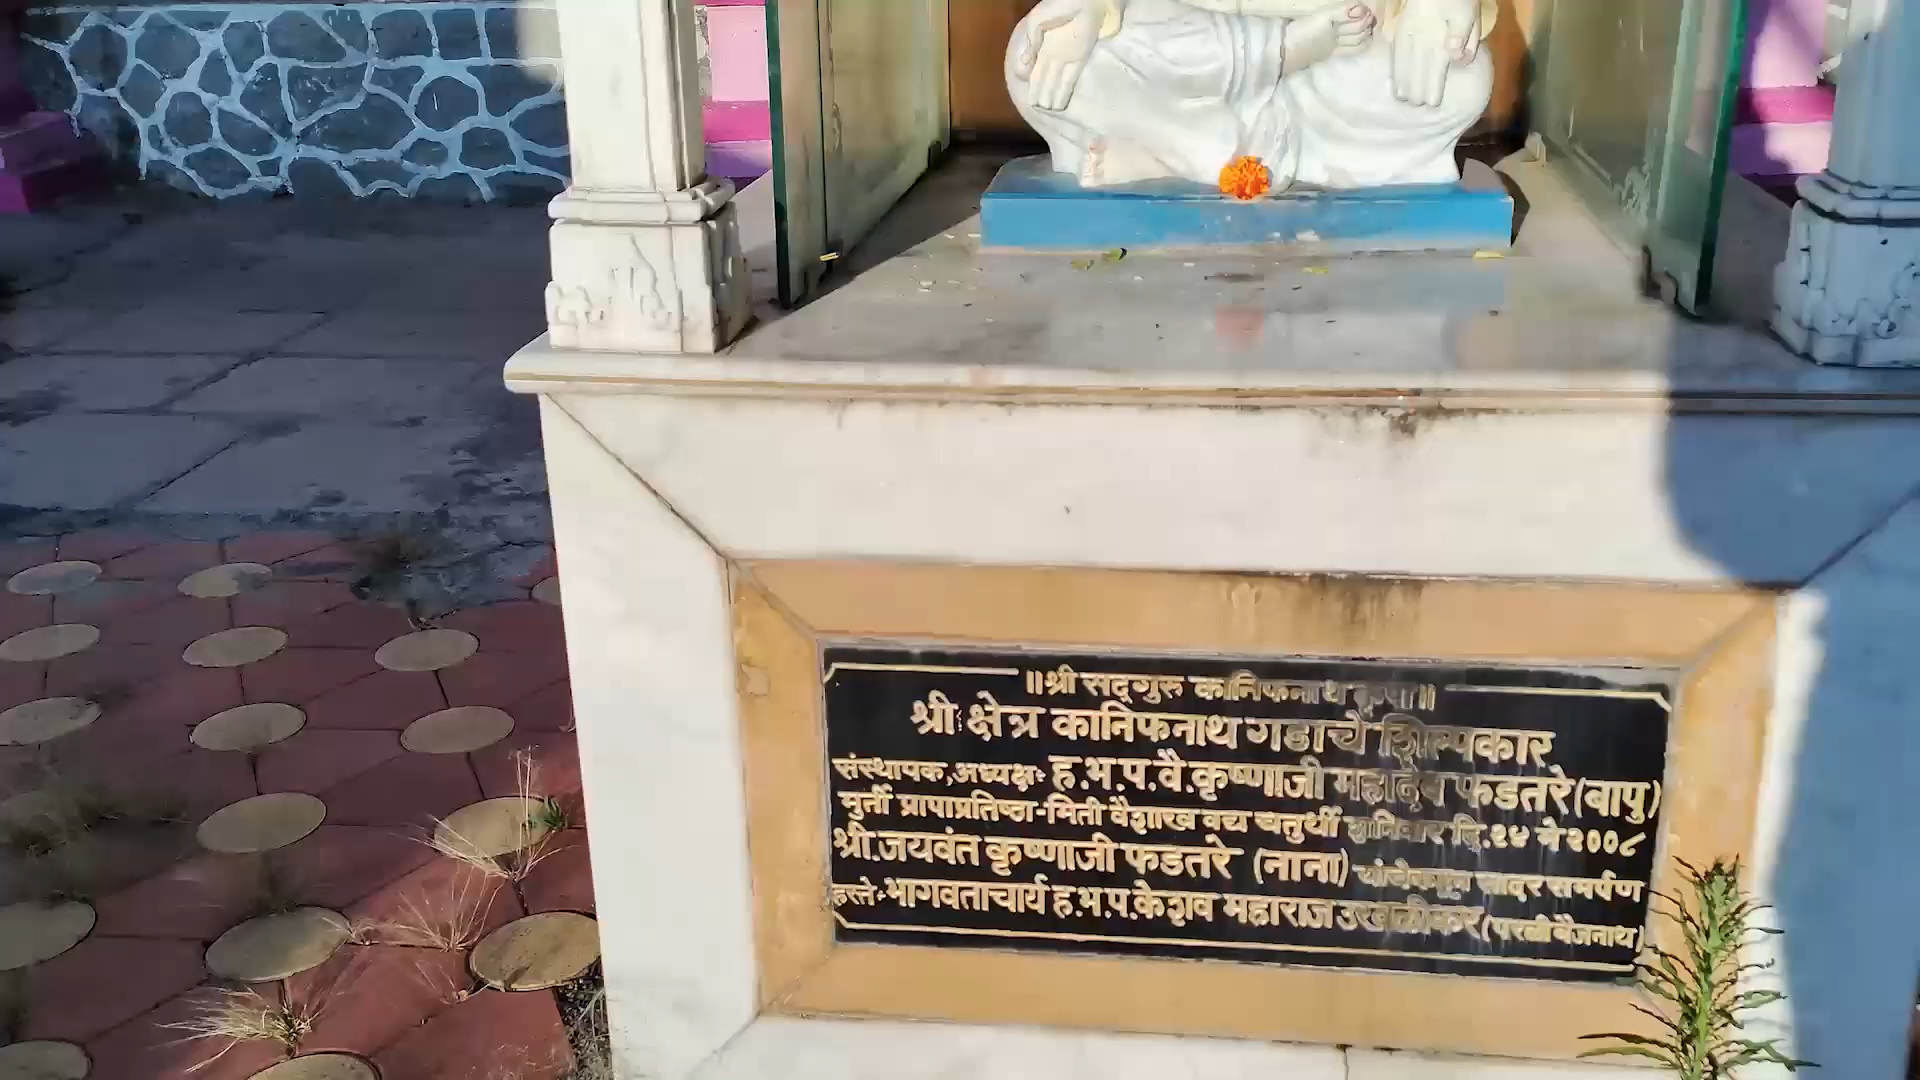 ॥श्री सद्गुरु कानिफनाथ कृपा॥
श्री क्षेत्र कानिफनाथ गडाचे शिल्पकार
संस्थापक,अध्यक्षः ह.भ.प.वै.कृष्णाजी महादेव फडतरे(बापु)
मुर्ती प्राणप्रतिष्ठा-मिती वैशाख वद्य चतुर्थी शनिवार दि.२४ मे २००८
श्री.जयवंत कृष्णाजी फडतरे (नाना) यांचेकडून सादर समर्पण
हस्तेः-भागवताचार्य ह.भ.प.केशव महाराज उखळीकर(परळी वैजनाथ)